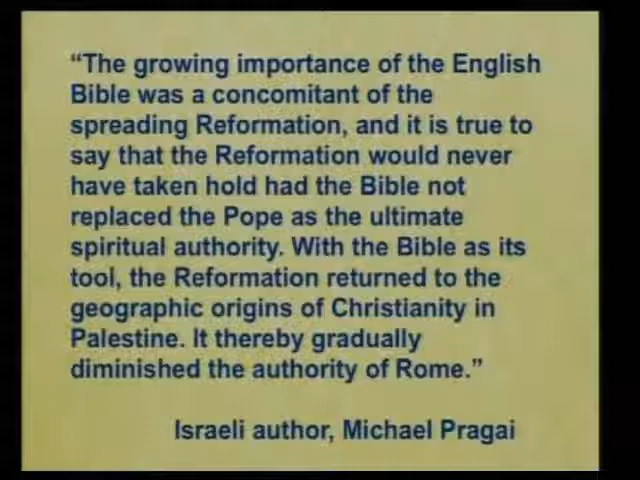 “The growing importance of the English
Bible was a concomitant of the
spreading Reformation, and it is true to
say that the Reformation would never
have taken hold had the Bible not
replaced the Pope as the ultimate
spiritual authority. With the Bible as its
tool, the Reformation returned to the
geographic origins of Christianity in
Palestine. It thereby gradually
diminished the authority of Rome.”
Israeli author, Michael Pragai